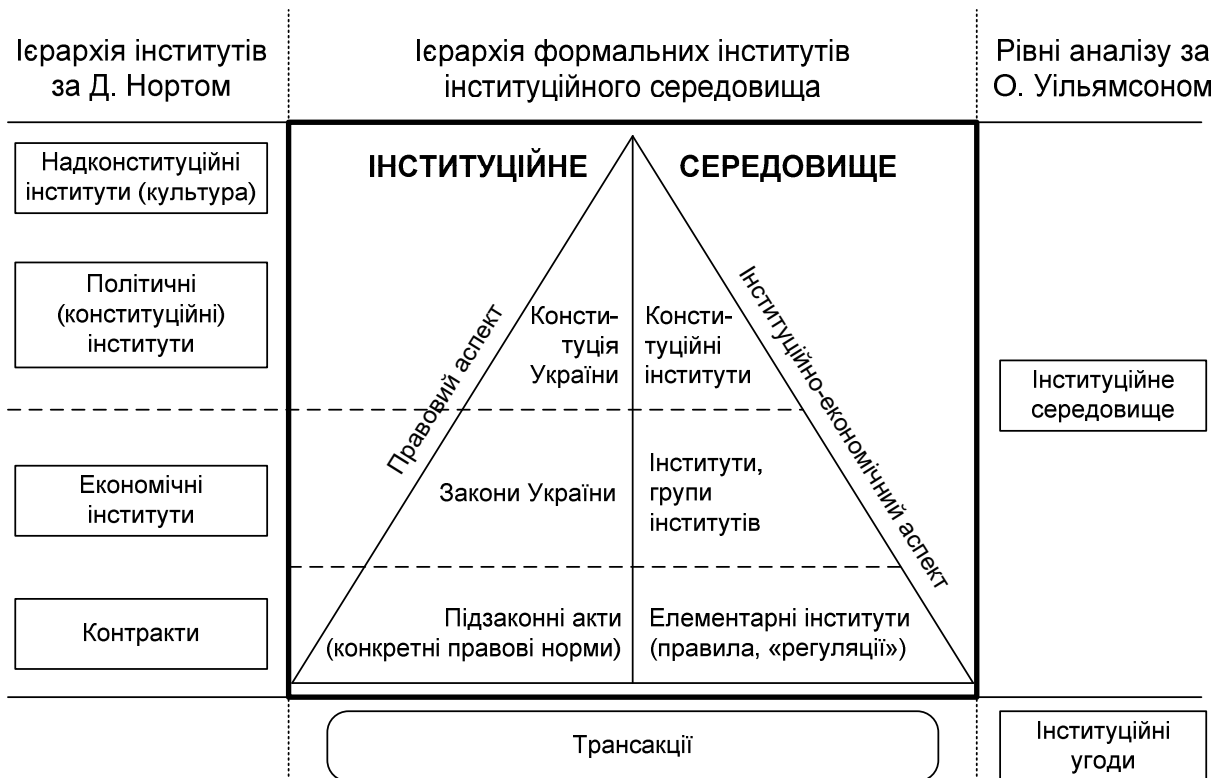 Ієрархія інститутів
за Д. Нортом
Ієрархія формальних інститутів
інституційного середовища
Рівні аналізу за
О. Уільямсоном
Надконституційні
інститути (культура)
Політичні
(конституційні)
інститути
Економічні
інститути
Контракти
ІНСТИТУЦІЙНЕ СЕРЕДОВИЩЕ
Правовий аспект
Інституційно-економічний аспект
Консти-
туція
України
Консти-
туційні
інститути
Закони України
Інститути,
групи
інститутів
Підзаконні акти
(конкретні правові норми)
Елементарні інститути
(правила, «регуляції»)
Інституційне
середовище
Трансакції
Інституційні
угоди